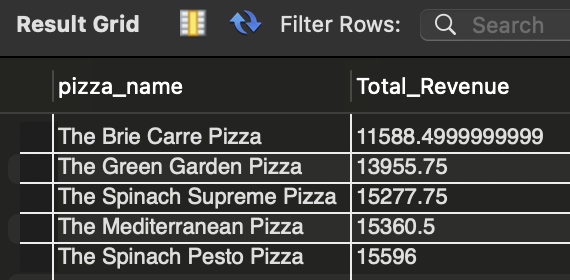 Result Grid Filter Rows: Search
pizza_name Total_Revenue
The Brie Carre Pizza 11588.4999999999
The Green Garden Pizza 13955.75
The Spinach Supreme Pizza 15277.75
The Mediterranean Pizza 15360.5
The Spinach Pesto Pizza 15596